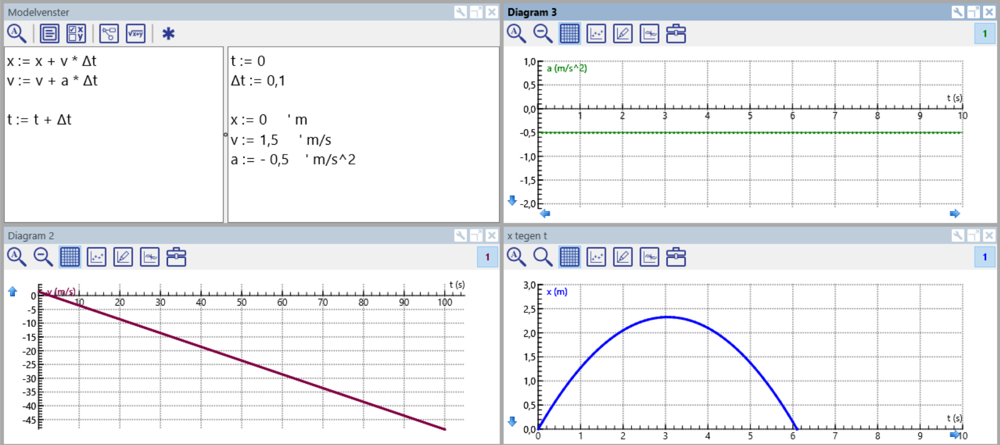 Modelvenster
x := x + v * Δt
v := v + a * Δt
t := t + Δt
t := 0
Δt := 0,1
x := 0 ' m
v := 1,5 ' m/s
a := - 0,5 ' m/s^2
Diagram 3
1
a (m/s^2)
t (s)
1,0
0,5
0,0
-0,5
-1,0
-1,5
-2,0
1 2 3 4 5 6 7 8 9 10
Diagram 2
1
v (m/s)
t (s)
0
-5
-10
-15
-20
-25
-30
-35
-40
-45
10 20 30 40 50 60 70 80 90 100
x tegen t
1
x (m)
t (s)
3,0
2,5
2,0
1,5
1,0
0,5
0,0
0 1 2 3 4 5 6 7 8 9 10